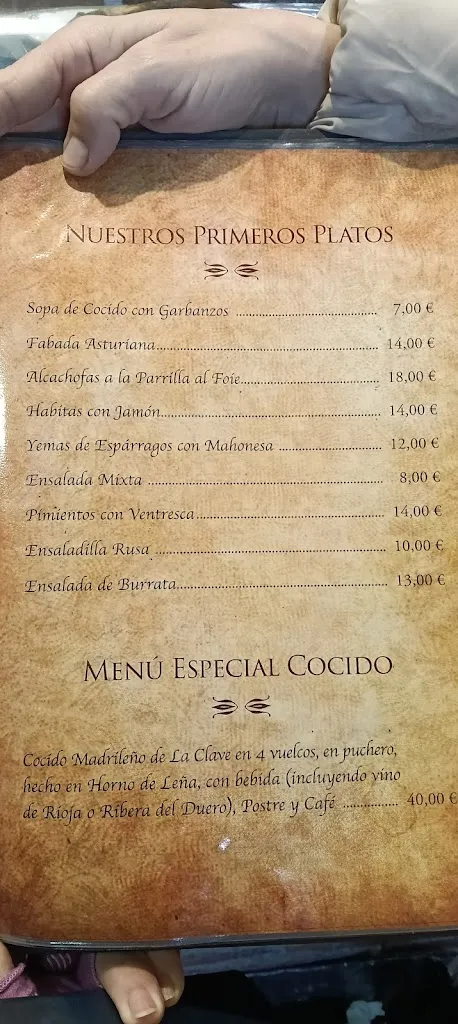 NUESTROS PRIMEROS PLATOS
Sopa de Cocido con Garbanzos ........................................ 7,00 €
Fabada Asturiana............................................................... 14,00 €
Alcachofas a la Parrilla al Foie....................................... 18,00 €
Habitas con Jamón............................................................. 14,00 €
Yemas de Espárragos con Mahonesa ............................. 12,00 €
Ensalada Mixta ................................................................. 8,00 €
Pimientos con Ventresca..................................................... 14,00 €
Ensaladilla Rusa ................................................................. 10,00 €
Ensalada de Burrata........................................................... 13,00 €
MENÚ ESPECIAL COCIDO
Cocido Madrileño de La Clave en 4 vuelcos, en puchero,
hecho en Horno de Leña, con bebida (incluyendo vino
de Rioja o Ribera del Duero), Postre y Café ................ 40,00 €